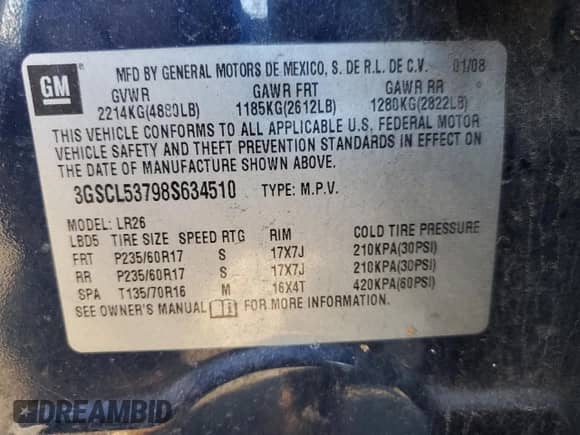 GM
MFD BY GENERAL MOTORS DE MEXICO, S. DE R.L. DE C.V. 01/08
GVWR GAWR FRT GAWR RR
2214KG(4880LB) 1185KG(2612LB) 1280KG(2822LB)
THIS VEHICLE CONFORMS TO ALL APPLICABLE U.S. FEDERAL MOTOR
VEHICLE SAFETY AND THEFT PREVENTION STANDARDS IN EFFECT ON
THE DATE OF MANUFACTURE SHOWN ABOVE.
3GSCL53798S634510 TYPE: M.P.V.
MODEL: LR26
LBD5 TIRE SIZE SPEED RTG RIM COLD TIRE PRESSURE
FRT P235/60R17 S 17X7J 210KPA(30PSI)
RR P235/60R17 S 17X7J 210KPA(30PSI)
SPA T135/70R16 M 16X4T 420KPA(60PSI)
SEE OWNER'S MANUAL FOR MORE INFORMATION.
DREAMBID